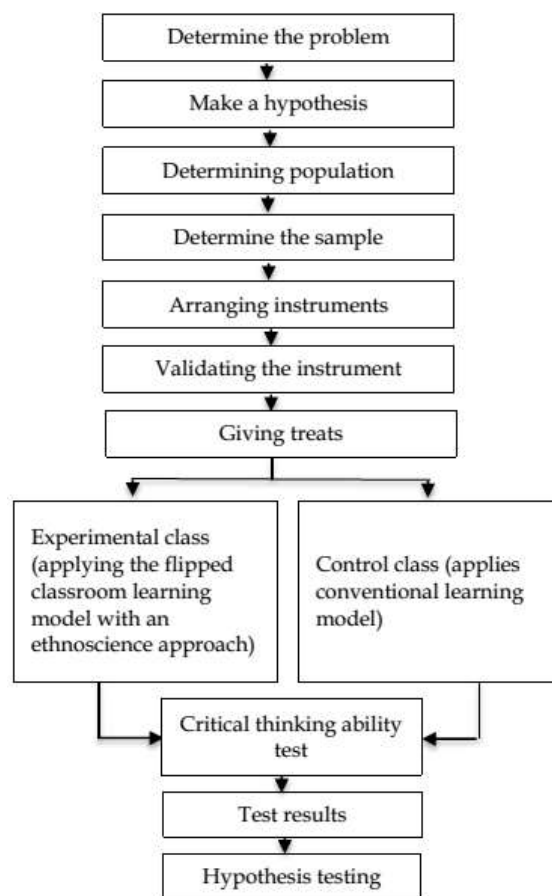 Determine the problem
Make a hypothesis
Determining population
Determine the sample
Arranging instruments
Validating the instrument
Giving treats
Experimental class
(applying the flipped
classroom learning
model with an
ethnoscience approach)
Control class (applies
conventional learning
model)
Critical thinking ability
test
Test results
Hypothesis testing